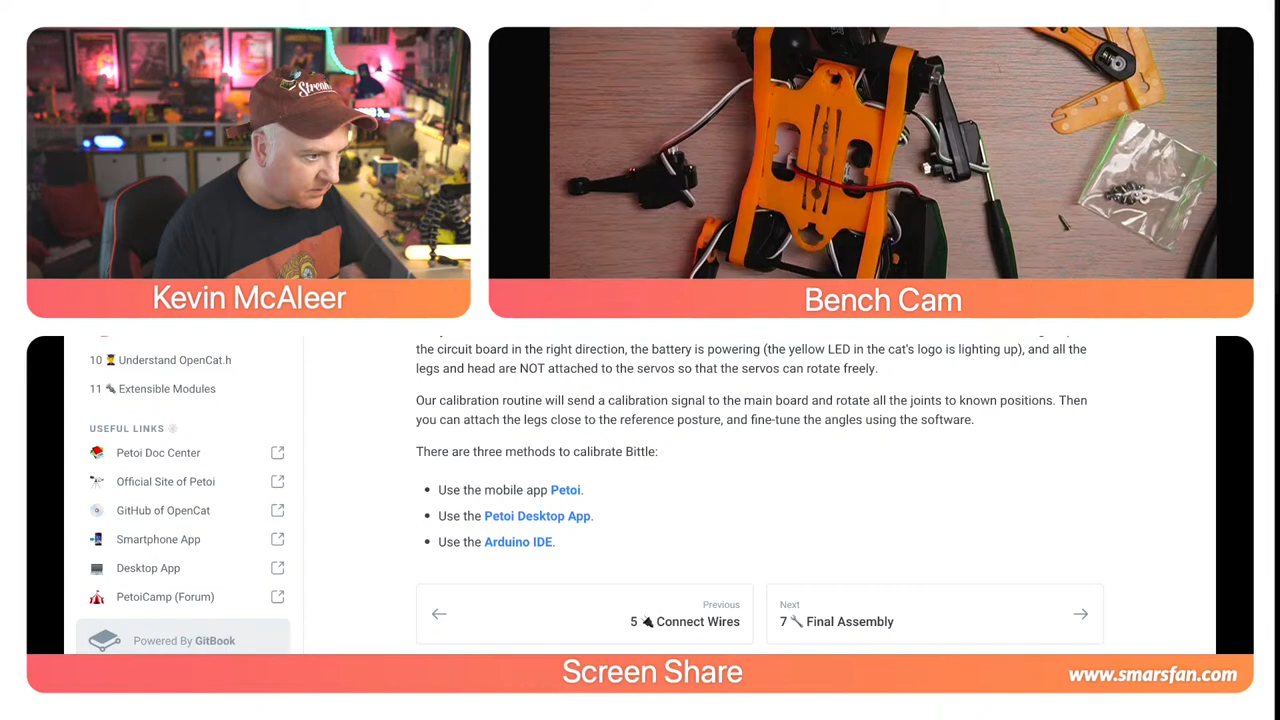 Strea
Kevin McAleer
Bench Cam
10 Understand OpenCat.h
11 Extensible Modules
USEFUL LINKS
Petoi Doc Center
Official Site of Petoi
GitHub of OpenCat
Smartphone App
Desktop App
PetoiCamp (Forum)
Powered By GitBook
the circuit board in the right direction, the battery is powering (the yellow LED in the cat's logo is lighting up), and all the
legs and head are NOT attached to the servos so that the servos can rotate freely.
Our calibration routine will send a calibration signal to the main board and rotate all the joints to known positions. Then
you can attach the legs close to the reference posture, and fine-tune the angles using the software.
There are three methods to calibrate Bittle:
• Use the mobile app Petoi.
• Use the Petoi Desktop App.
• Use the Arduino IDE.
Previous
5 Connect Wires
Next
7 Final Assembly
Screen Share
www.smarsfan.com